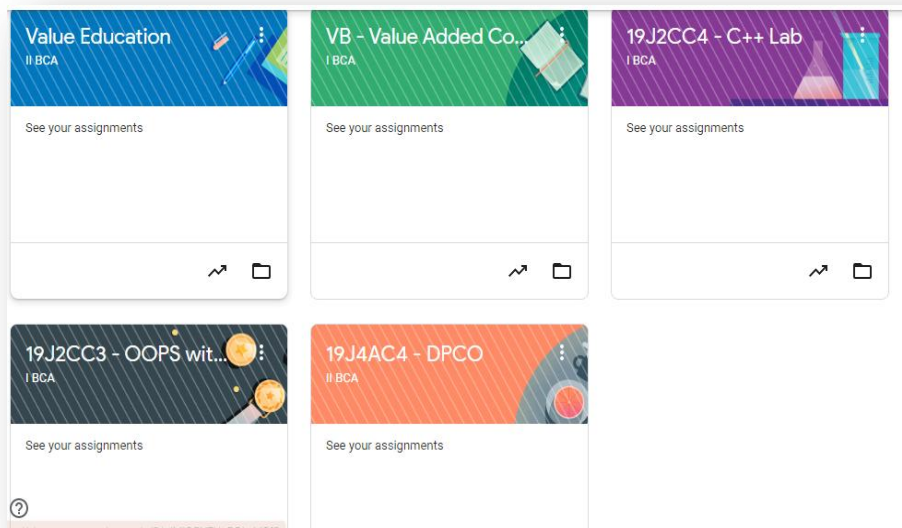 Value Education
II BCA
See your assignments
VB - Value Added Co...
I BCA
See your assignments
19J2CC4 - C++ Lab
I BCA
See your assignments
19J2CC3 - OOPS wit...
I BCA
See your assignments
19J4AC4 - DPCO
II BCA
See your assignments
?